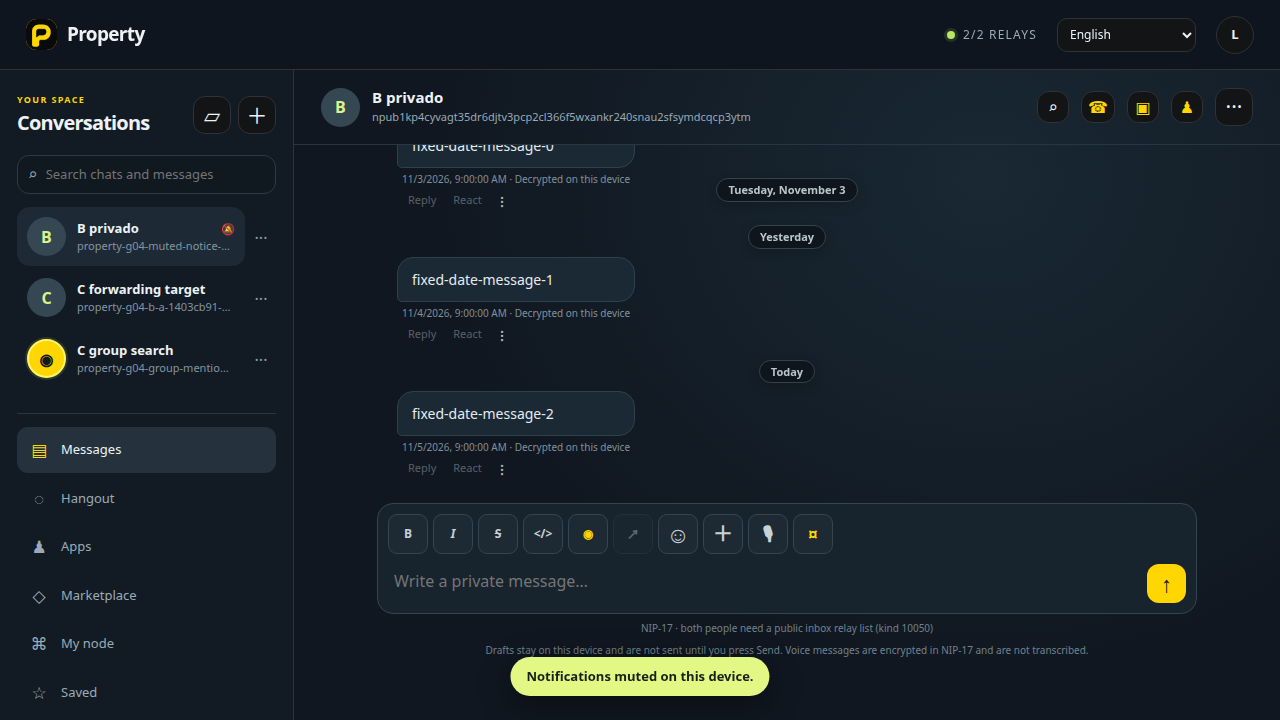 Property
2/2 RELAYS
English
L
YOUR SPACE
Conversations
Search chats and messages
B
B privado
property-g04-muted-notice-...
C
C forwarding target
property-g04-b-a-1403cb91-...
C group search
property-g04-group-mentio...
Messages
Hangout
Apps
Marketplace
My node
Saved
B
B privado
npub1kp4cyvagt35dr6djtv3pcp2cl366f5wxankr240snau2sfsymdcqcp3ytm
fixed-date-message-0
11/3/2026, 9:00:00 AM · Decrypted on this device
Reply React
Tuesday, November 3
Yesterday
fixed-date-message-1
11/4/2026, 9:00:00 AM · Decrypted on this device
Reply React
Today
fixed-date-message-2
11/5/2026, 9:00:00 AM · Decrypted on this device
Reply React
B I S </>
Write a private message...
NIP-17 · both people need a public inbox relay list (kind 10050)
Drafts stay on this device and are not sent until you press Send. Voice messages are encrypted in NIP-17 and are not transcribed.
Notifications muted on this device.